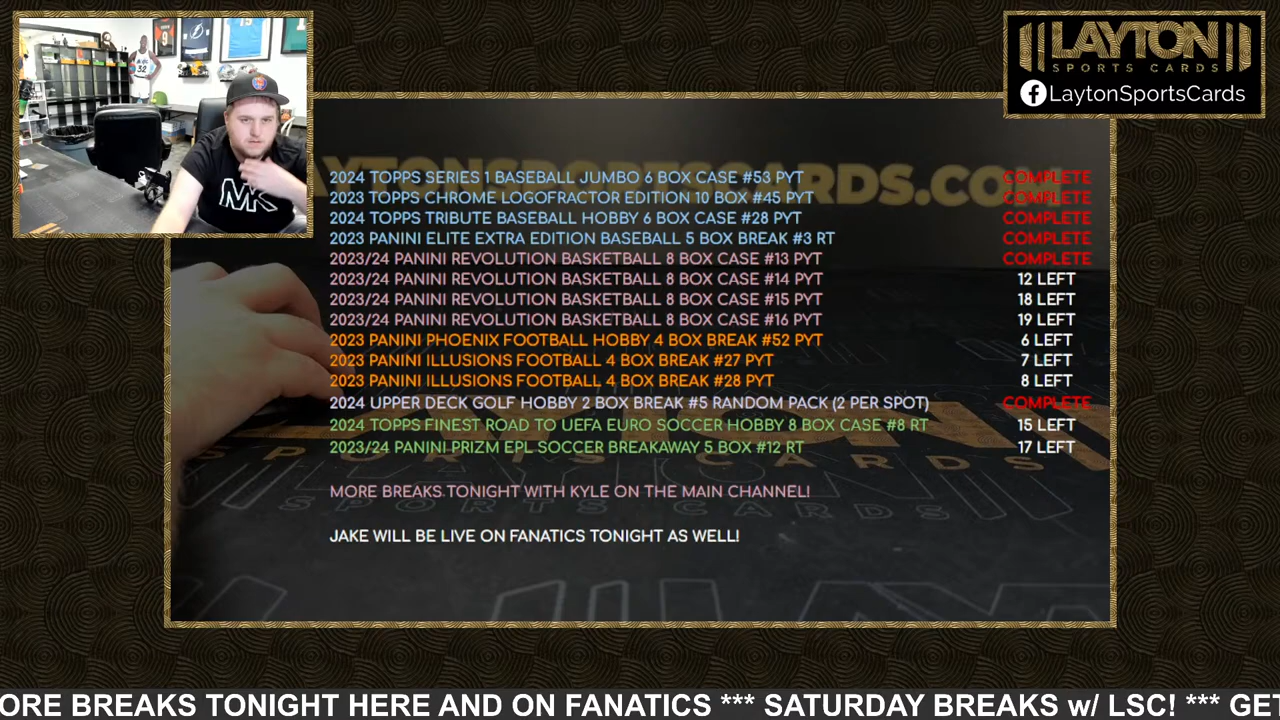 LAYTON
SPORTS CARDS
LaytonSportsCards
AYTONSPORTSCARDS.CO
2024 TOPPS SERIES 1 BASEBALL JUMBO 6 BOX CASE #53 PYT COMPLETE
2023 TOPPS CHROME LOGOFRACTOR EDITION 10 BOX #45 PYT COMPLETE
2024 TOPPS TRIBUTE BASEBALL HOBBY 6 BOX CASE #28 PYT COMPLETE
2023 PANINI ELITE EXTRA EDITION BASEBALL 5 BOX BREAK #3 RT COMPLETE
2023/24 PANINI REVOLUTION BASKETBALL 8 BOX CASE #13 PYT COMPLETE
2023/24 PANINI REVOLUTION BASKETBALL 8 BOX CASE #14 PYT 12 LEFT
2023/24 PANINI REVOLUTION BASKETBALL 8 BOX CASE #15 PYT 18 LEFT
2023/24 PANINI REVOLUTION BASKETBALL 8 BOX CASE #16 PYT 19 LEFT
2023 PANINI PHOENIX FOOTBALL HOBBY 4 BOX BREAK #52 PYT 6 LEFT
2023 PANINI ILLUSIONS FOOTBALL 4 BOX BREAK #27 PYT 7 LEFT
2023 PANINI ILLUSIONS FOOTBALL 4 BOX BREAK #28 PYT 8 LEFT
2024 UPPER DECK GOLF HOBBY 2 BOX BREAK #5 RANDOM PACK (2 PER SPOT) COMPLETE
2024 TOPPS FINEST ROAD TO UEFA EURO SOCCER HOBBY 8 BOX CASE #8 RT 15 LEFT
2023/24 PANINI PRIZM EPL SOCCER BREAKAWAY 5 BOX #12 RT 17 LEFT
MORE BREAKS TONIGHT WITH KYLE ON THE MAIN CHANNEL!
JAKE WILL BE LIVE ON FANATICS TONIGHT AS WELL!
SPORTS CARDS
MK
32
ORE BREAKS TONIGHT HERE AND ON FANATICS *** SATURDAY BREAKS w/ LSC! *** GET